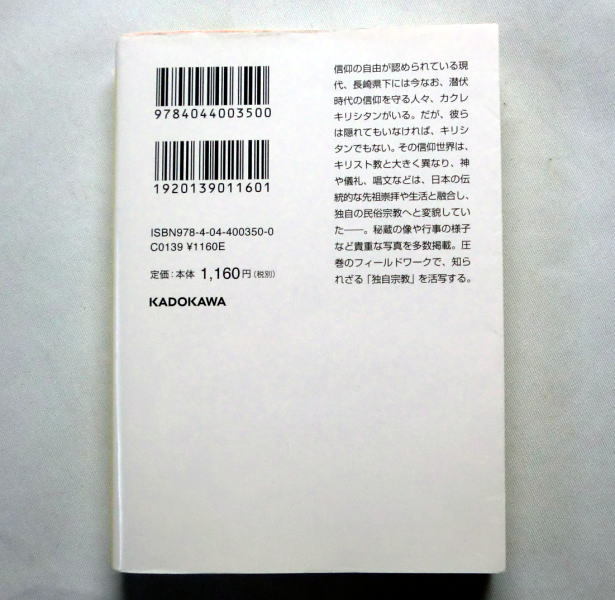 9784044003500
1920139011601
ISBN978-4-04-400350-0
C0139 ¥1160E
定価:本体 1,160円(税別)
KADOKAWA
信仰の自由が認められている現
代、長崎県下には今なお、潜伏
時代の信仰を守る人々、カクレ
キリシタンがいる。だが、彼ら
は隠れてもいなければ、キリシ
タンでもない。その信仰世界は、
キリスト教と大きく異なり、神
や儀礼、唱文などは、日本の伝
統的な先祖崇拝や生活と融合し、
独自の民俗宗教へと変貌してい
た――。秘蔵の像や行事の様子
など貴重な写真を多数掲載。圧
巻のフィールドワークで、知ら
れざる「独自宗教」を活写する。